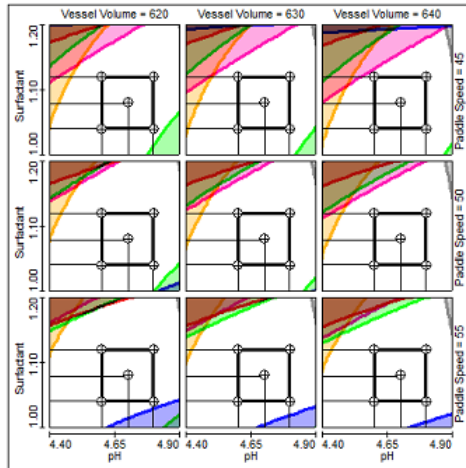 Vessel Volume = 620 Vessel Volume = 630 Vessel Volume = 640
1.20
Surfactant
1.10
1.00
Paddle Speed = 45
1.20
Surfactant
1.10
1.00
Paddle Speed = 50
1.20
Surfactant
1.10
1.00
Paddle Speed = 55
4.40 4.65 4.90 4.40 4.65 4.90 4.40 4.65 4.90
pH pH pH